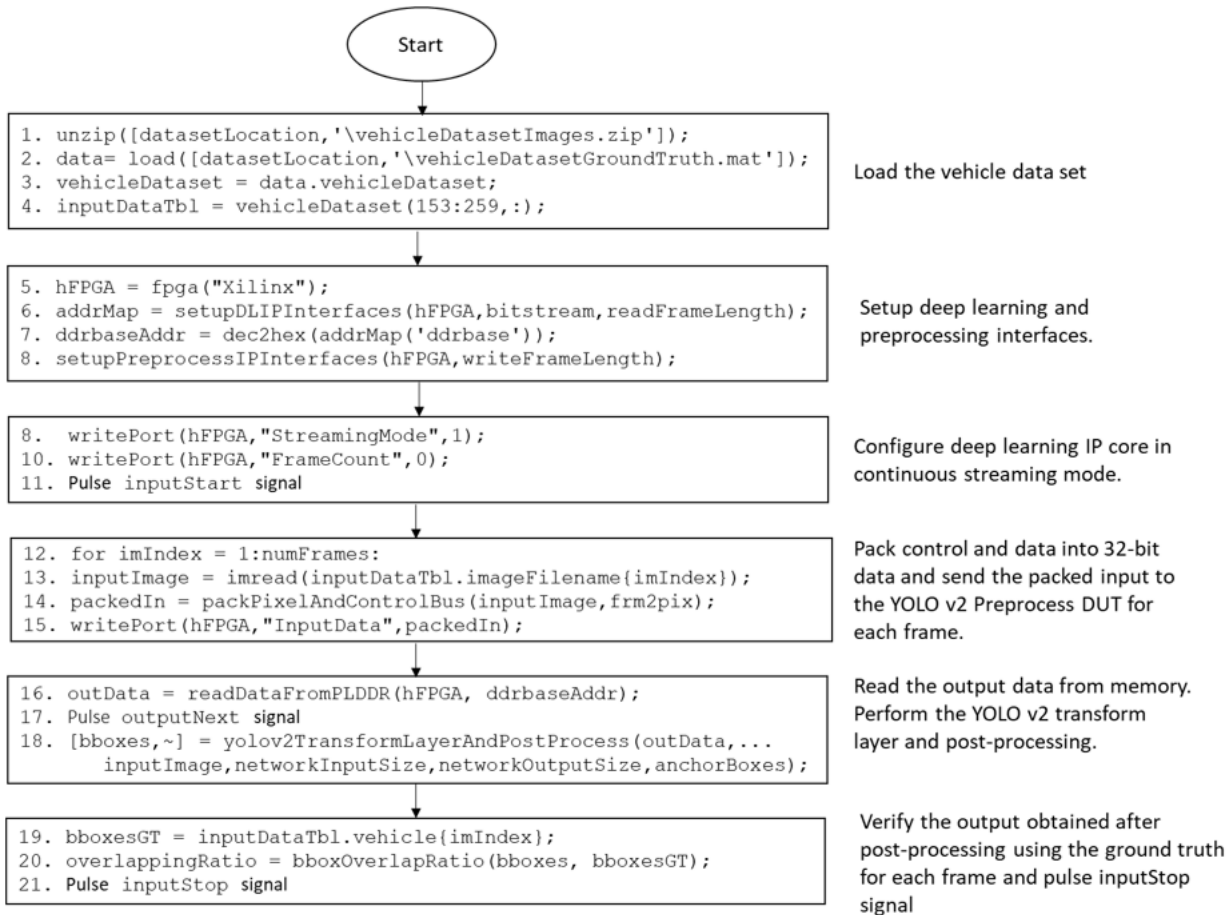 Start
1. unzip([datasetLocation,'\vehicleDatasetImages.zip']);
2. data= load([datasetLocation,'\vehicleDatasetGroundTruth.mat']);
3. vehicleDataset = data.vehicleDataset;
4. inputDataTbl = vehicleDataset(153:259,:);
Load the vehicle data set
5. hFPGA = fpga("Xilinx");
6. addrMap = setupDLIPInterfaces(hFPGA,bitstream,readFrameLength);
7. ddrbaseAddr = dec2hex(addrMap('ddrbase'));
8. setupPreprocessIPInterfaces(hFPGA,writeFrameLength);
Setup deep learning and
preprocessing interfaces.
8. writePort(hFPGA,"StreamingMode",1);
10. writePort(hFPGA,"FrameCount",0);
11. Pulse inputStart signal
Configure deep learning IP core in
continuous streaming mode.
12. for imIndex = 1:numFrames:
13. inputImage = imread(inputDataTbl.imageFilename{imIndex});
14. packedIn = packPixelAndControlBus(inputImage,frm2pix);
15. writePort(hFPGA,"InputData",packedIn);
Pack control and data into 32-bit
data and send the packed input to
the YOLO v2 Preprocess DUT for
each frame.
16. outData = readDataFromPLDDR(hFPGA, ddrbaseAddr);
17. Pulse outputNext signal
18. [bboxes,~] = yolov2TransformLayerAndPostProcess(outData,...
inputImage,networkInputSize,networkOutputSize,anchorBoxes);
Read the output data from memory.
Perform the YOLO v2 transform
layer and post-processing.
19. bboxesGT = inputDataTbl.vehicle{imIndex};
20. overlappingRatio = bboxOverlapRatio(bboxes, bboxesGT);
21. Pulse inputStop signal
Verify the output obtained after
post-processing using the ground truth
for each frame and pulse inputStop
signal